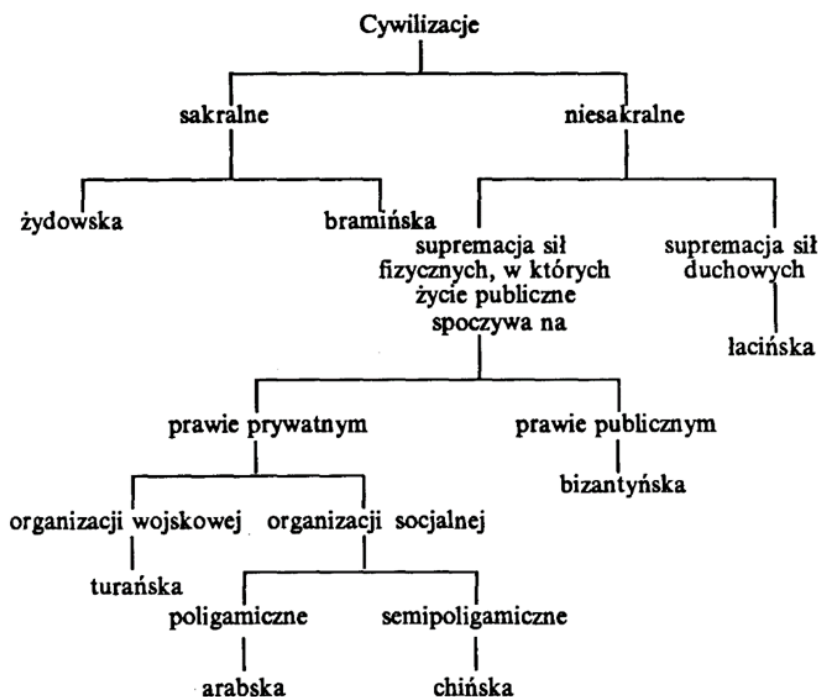 Cywilizacje
sakralne
niesakralne
żydowska
bramińska
supremacja sił
fizycznych, w których
życie publiczne
spoczywa na
supremacja sił
duchowych
łacińska
prawie prywatnym
prawie publicznym
bizantyńska
organizacji wojskowej
organizacji socjalnej
turańska
poligamiczne
semipoligamiczne
arabska
chińska